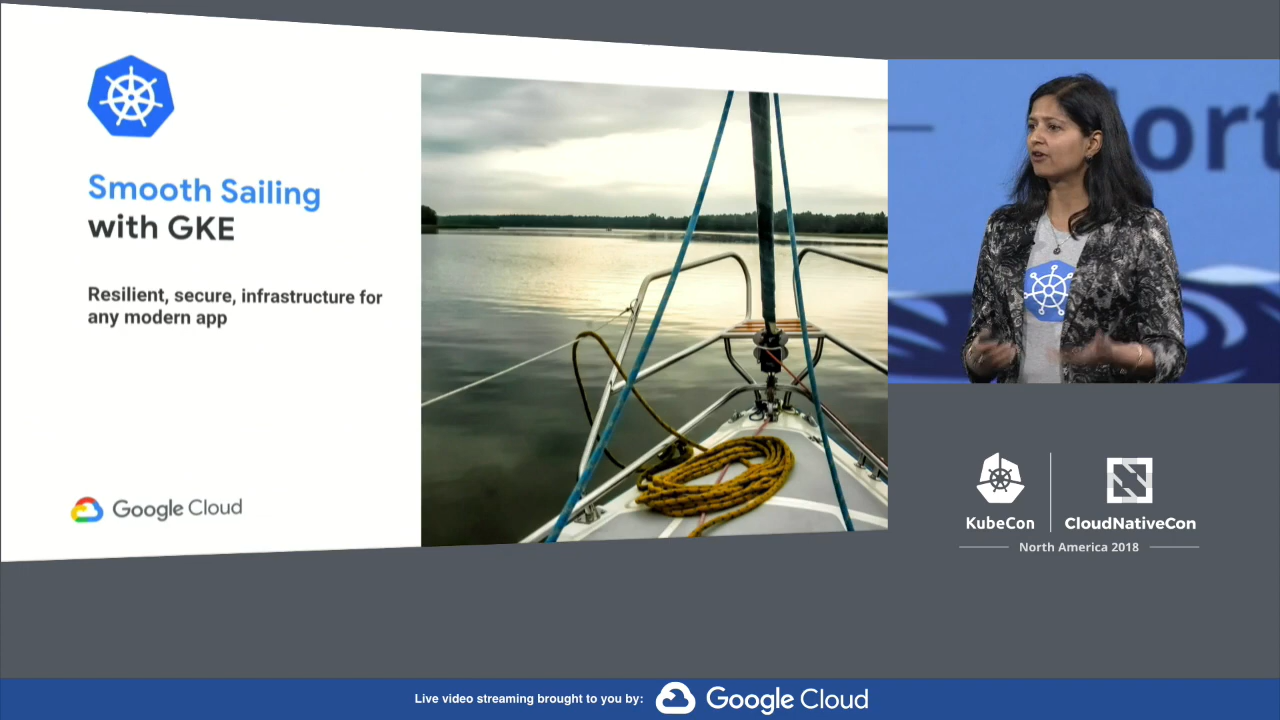 Smooth Sailing
with GKE
Resilient, secure, infrastructure for
any modern app
Google Cloud
ort
KubeCon
CloudNativeCon
North America 2018
Live video streaming brought to you by:
Google Cloud